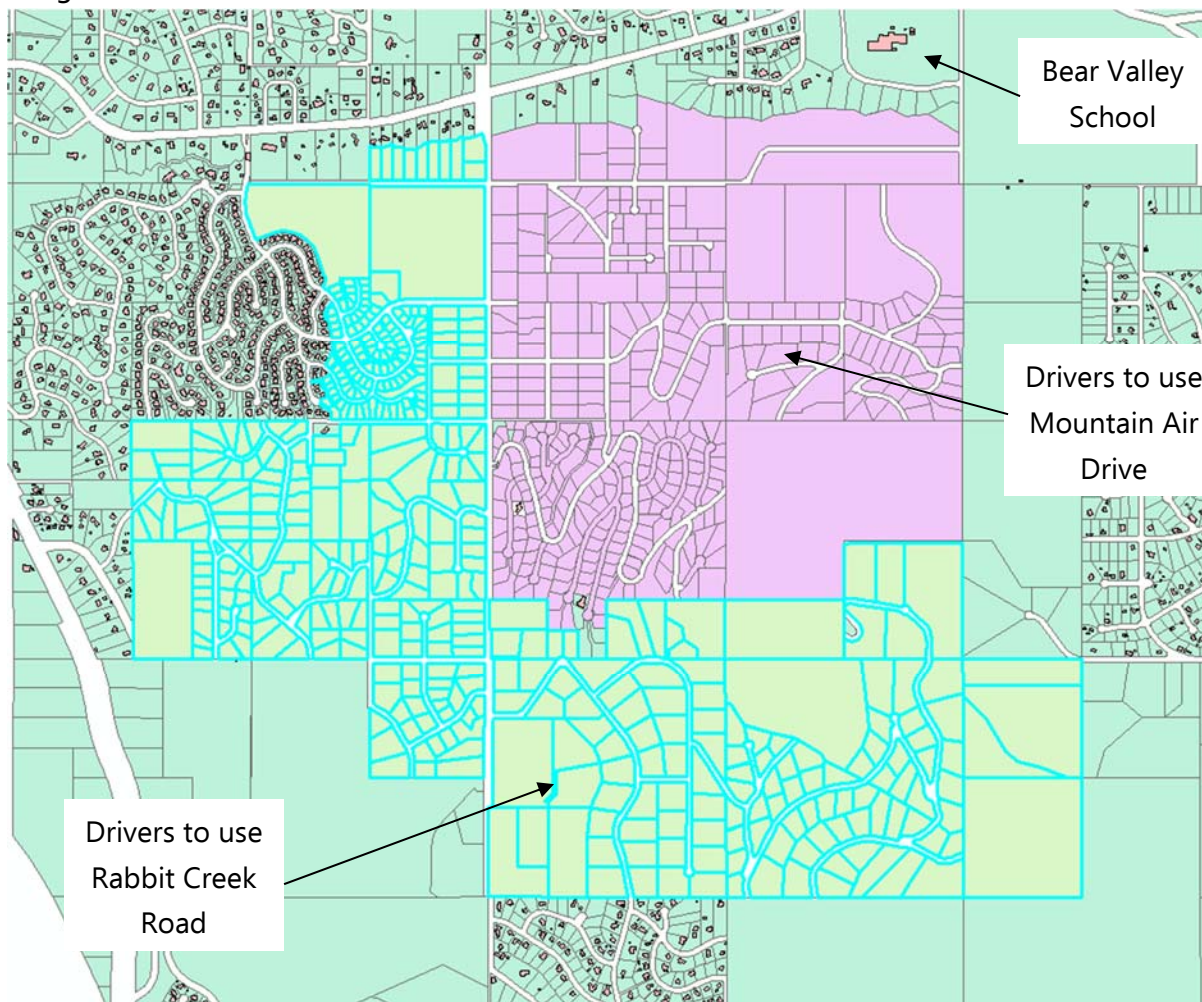 Bear Valley
School
Drivers to use
Mountain Air
Drive
Drivers to use
Rabbit Creek
Road